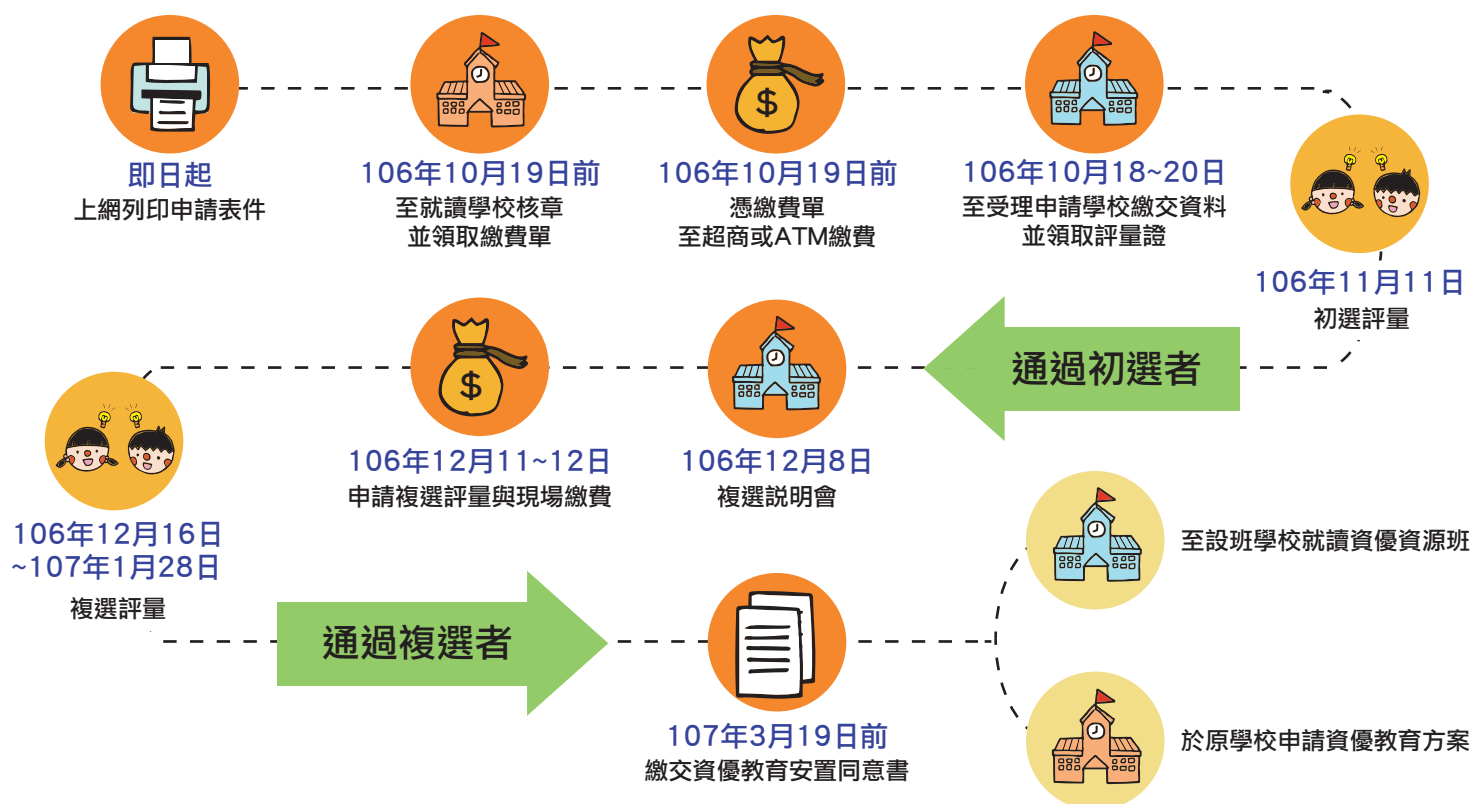 即日起
上網列印申請表件
106年10月19日前
至就讀學校核章
並領取繳費單
106年10月19日前
憑繳費單
至超商或ATM繳費
106年10月18~20日
至受理申請學校繳交資料
並領取評量證
106年11月11日
初選評量
通過初選者
106年12月8日
複選說明會
106年12月11~12日
申請複選評量與現場繳費
106年12月16日
~107年1月28日
複選評量
通過複選者
107年3月19日前
繳交資優教育安置同意書
至設班學校就讀資優資源班
於原學校申請資優教育方案